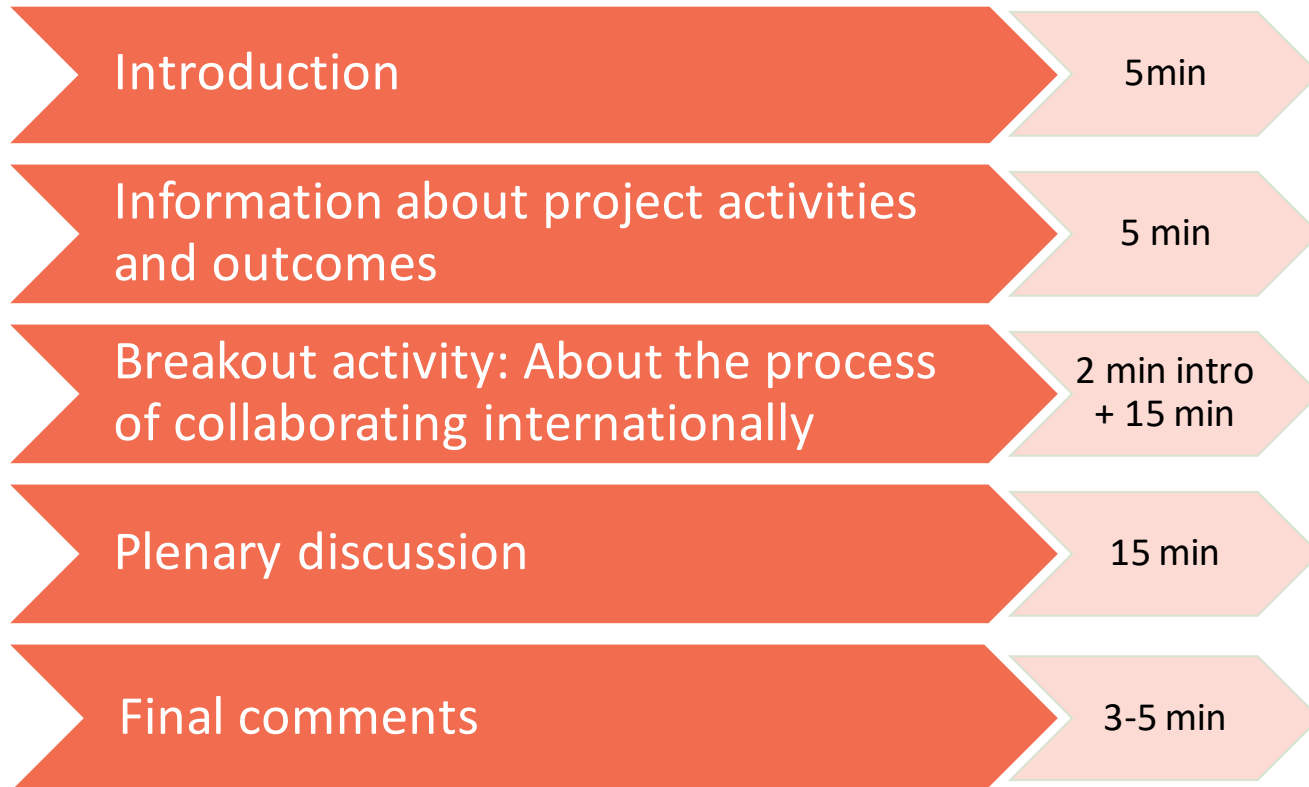 Introduction
5min
Information about project activities
and outcomes
5 min
Breakout activity: About the process
of collaborating internationally
2 min intro
+ 15 min
Plenary discussion
15 min
Final comments
3-5 min